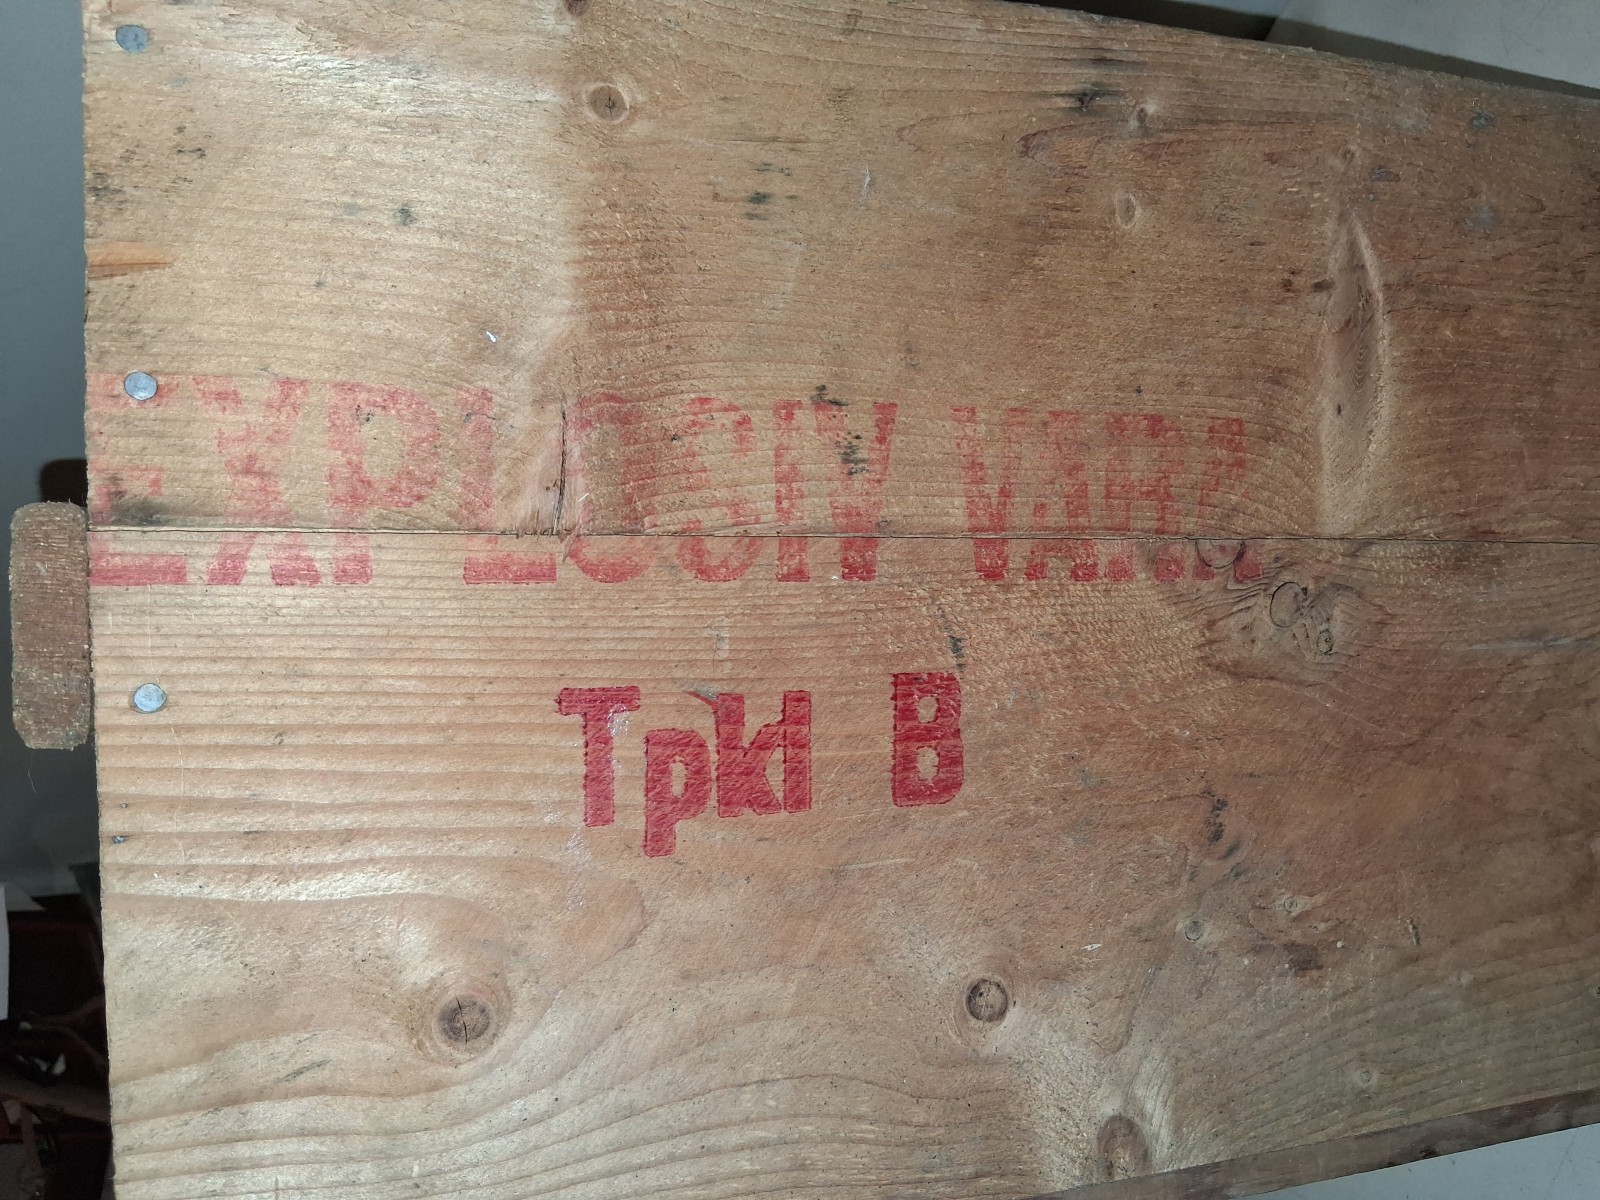 EXPLOSIV VARA
Tpkl B